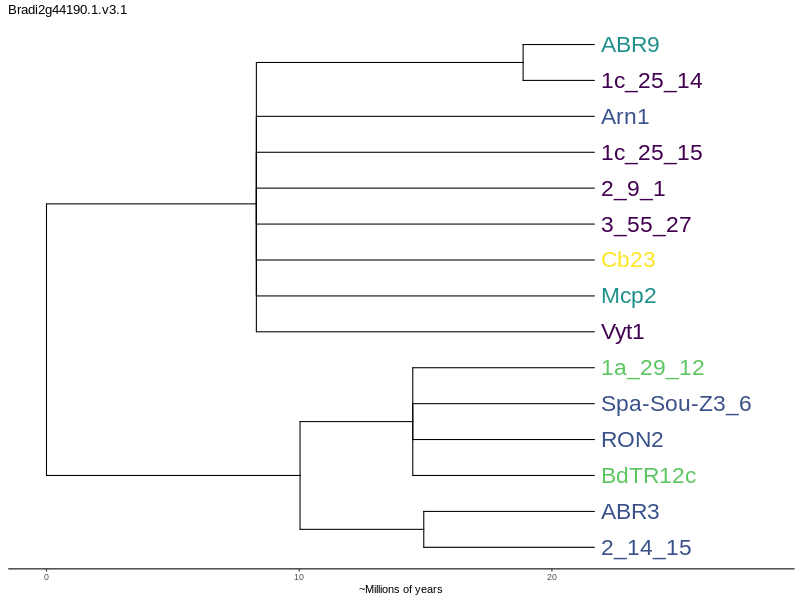 Bradi2g44190.1.v3.1
ABR9
1c_25_14
Arn1
1c_25_15
2_9_1
3_55_27
Cb23
Mcp2
Vyt1
1a_29_12
Spa-Sou-Z3_6
RON2
BdTR12c
ABR3
2_14_15
0 10 20
~Millions of years